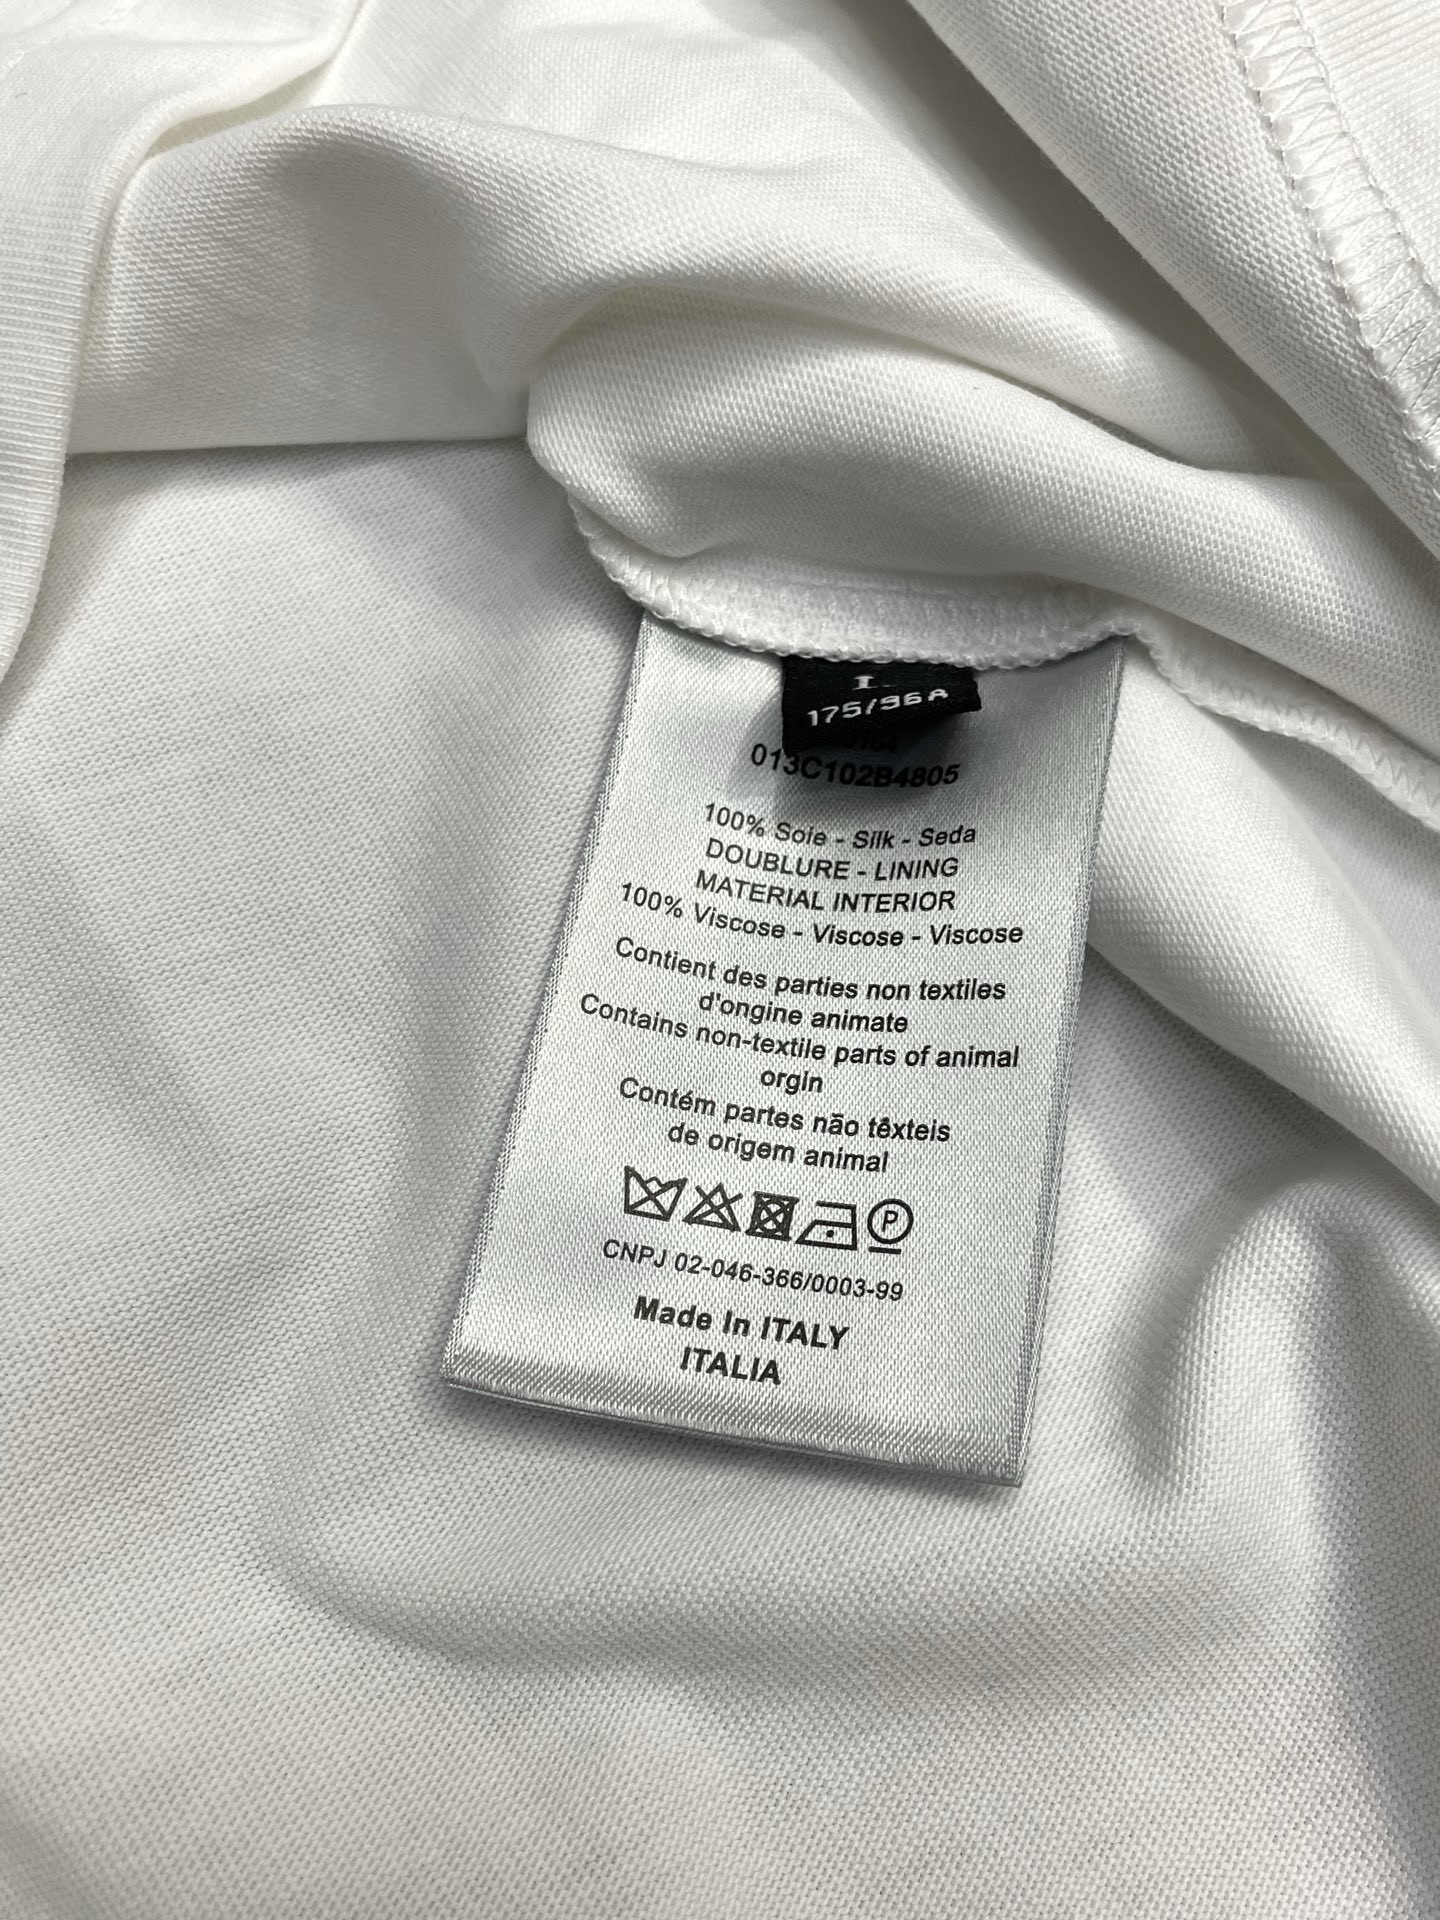 L
175/96A
013C102B4805
100% Soie - Silk - Seda
DOUBLURE - LINING
MATERIAL INTERIOR
100% Viscose - Viscose - Viscose
Contient des parties non textiles
d'ongine animate
Contains non-textile parts of animal
orgin
Contém partes não têxteis
de origem animal
P
CNPJ 02-046-366/0003-99
Made In ITALY
ITALIA